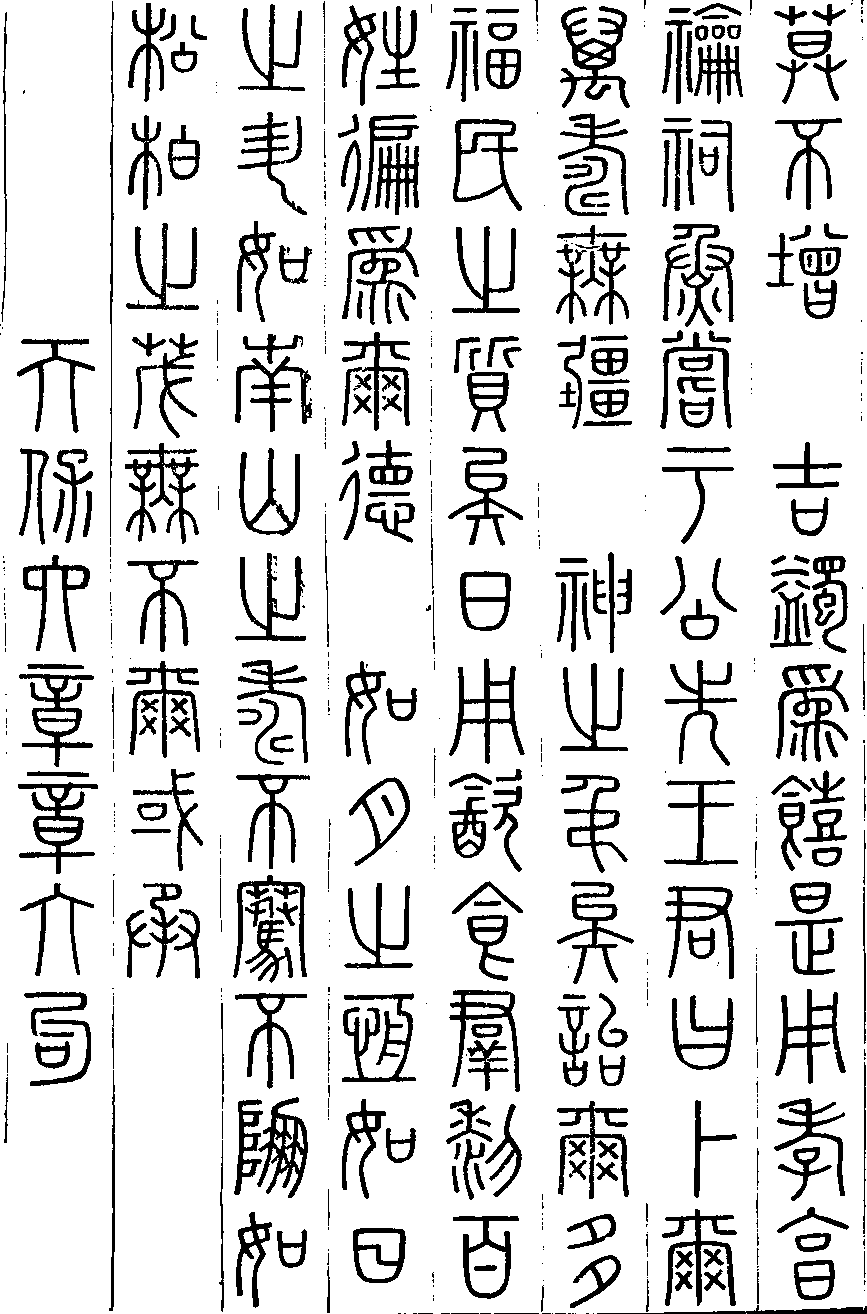 莫不增　吉蠲爲饎是用孝亯
禴祠烝嘗于公先王君曰卜爾
萬壽無疆　神之弔矣詒爾多
福民之質矣日用飲食羣黎百
姓徧爲爾德　如月之恆如日
之升如南山之壽不騫不崩如
松柏之茂無不爾或承
天保六章章六句